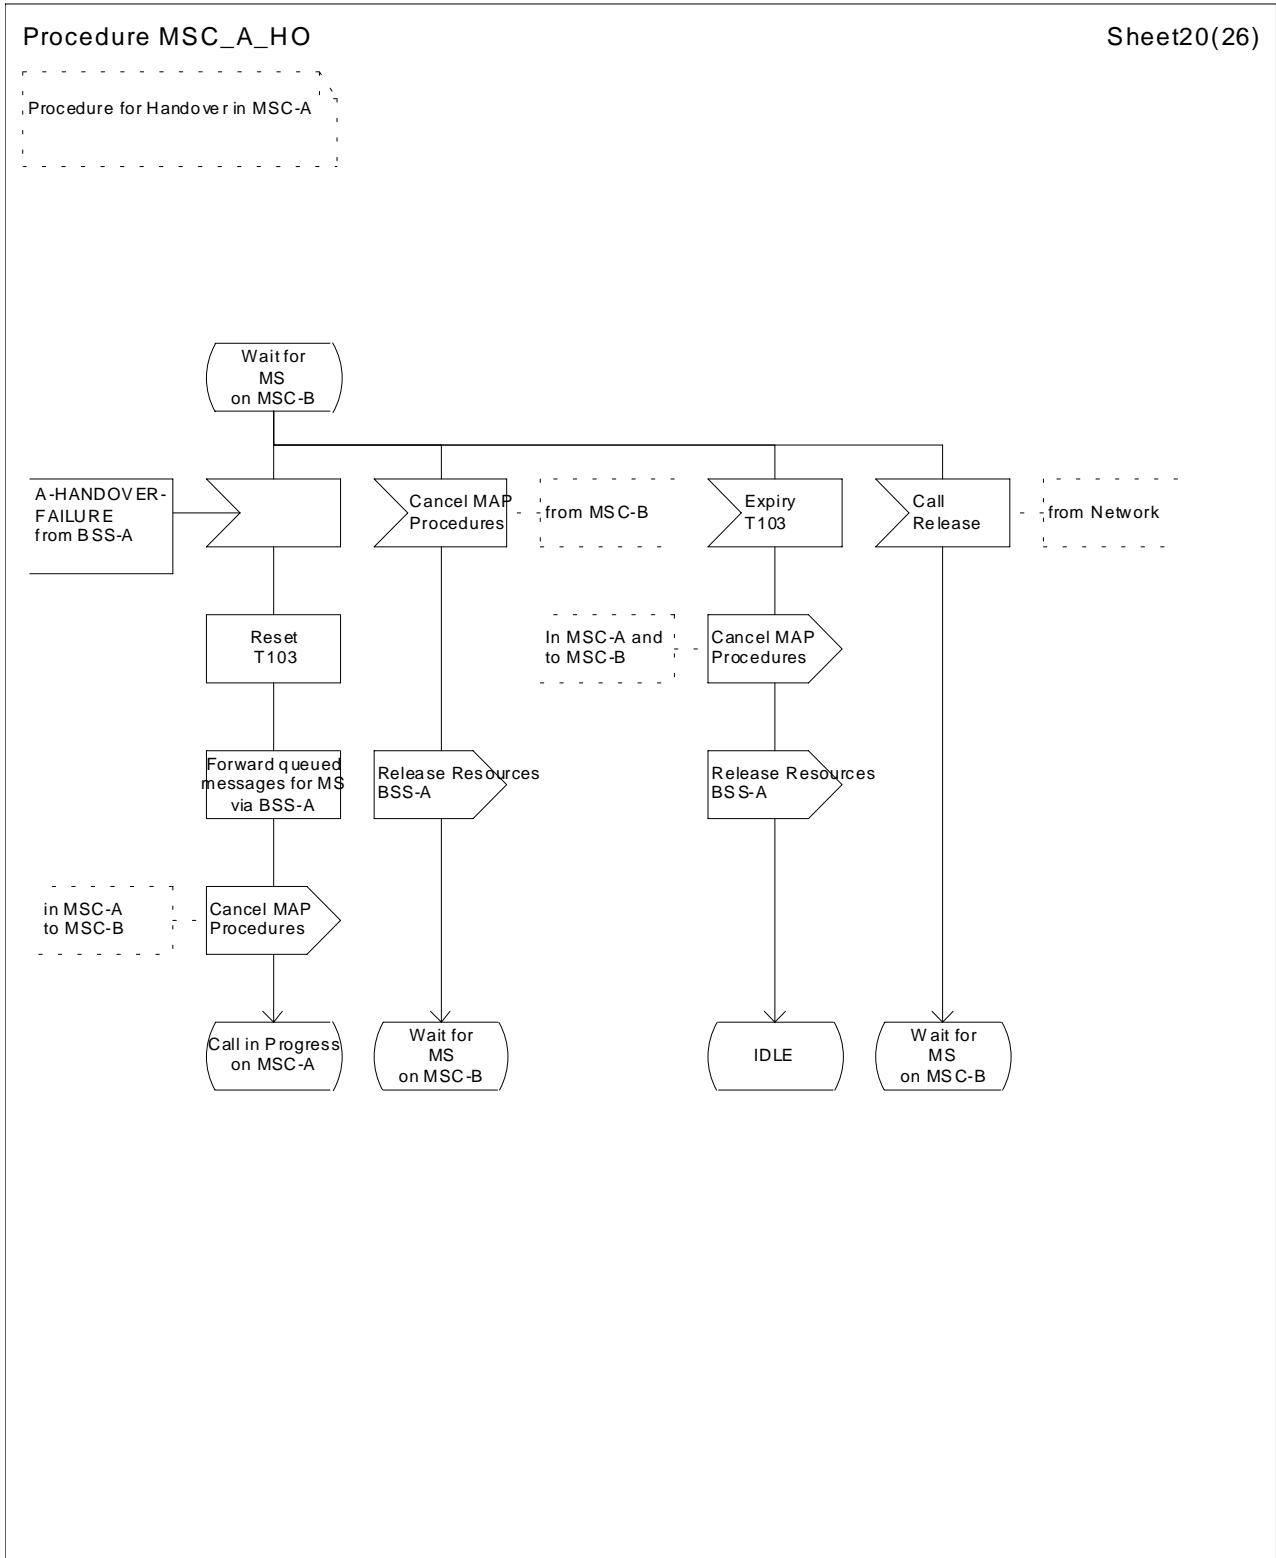 Procedure MSC_A_HO
Sheet20(26)
Procedure for Handover in MSC-A
Wait for
MS
on MSC-B
A-HANDOVER-
FAILURE
from BSS-A
Cancel MAP
Procedures
from MSC-B
Expiry
T103
Call
Release
from Network
Reset
T103
In MSC-A and
to MSC-B
Cancel MAP
Procedures
Forward queued
messages for MS
via BSS-A
Release Resources
BSS-A
Release Resources
BSS-A
in MSC-A
to MSC-B
Cancel MAP
Procedures
Call in Progress
on MSC-A
Wait for
MS
on MSC-B
IDLE
Wait for
MS
on MSC-B